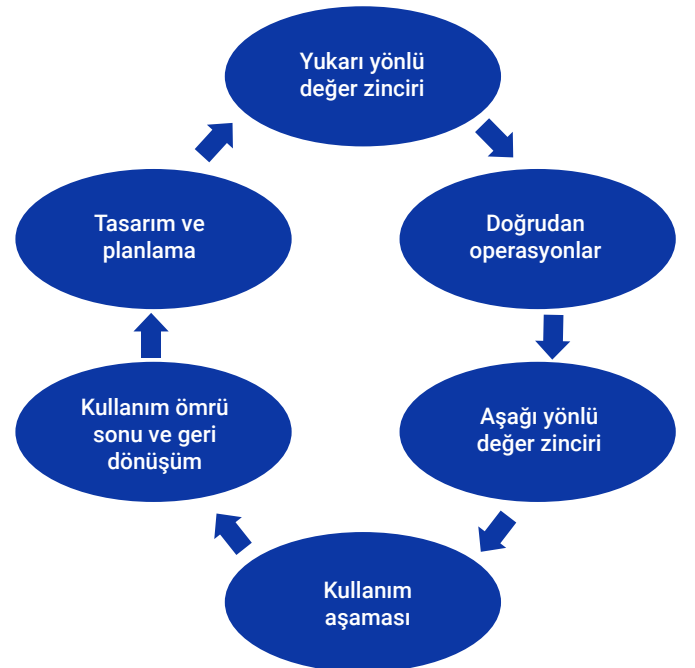 Yukarı yönlü
değer zinciri
Doğrudan
operasyonlar
Aşağı yönlü
değer zinciri
Kullanım
aşaması
Kullanım ömrü
sonu ve geri
dönüşüm
Tasarım ve
planlama